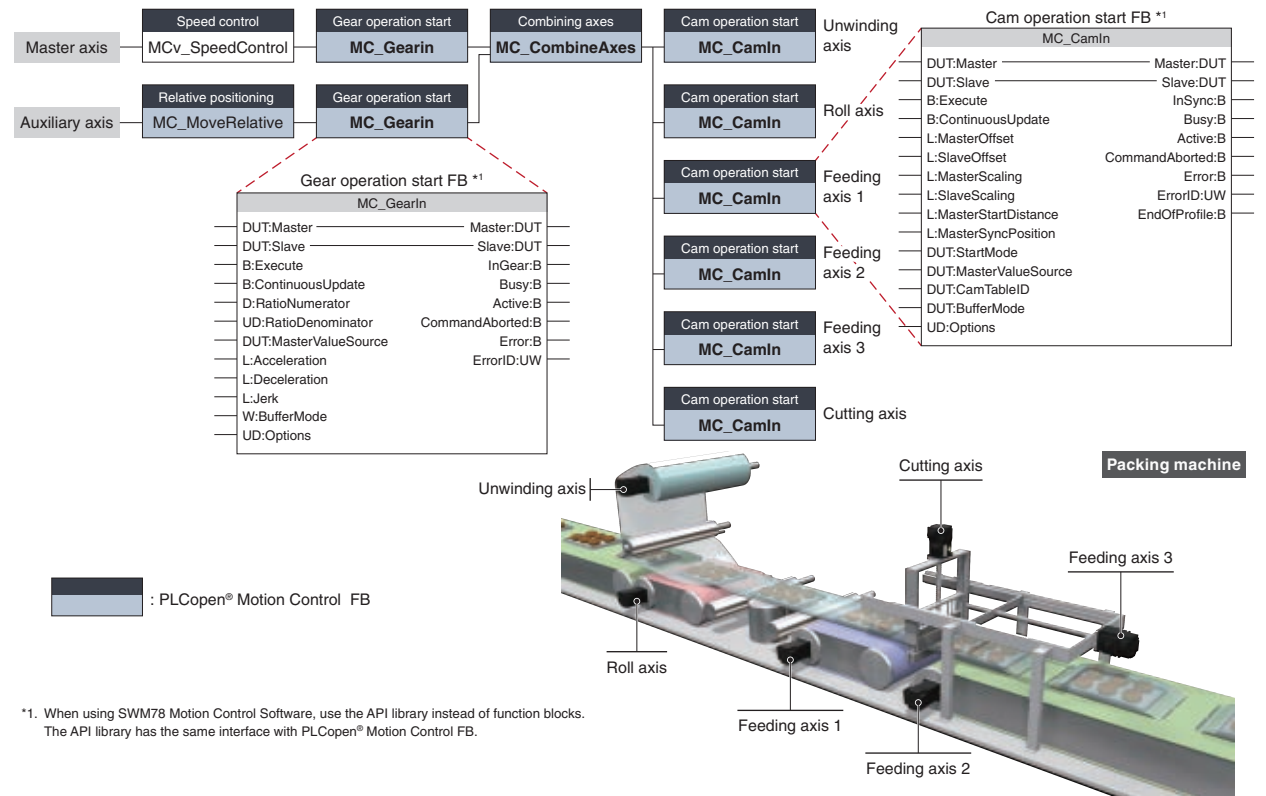 Speed control
Gear operation start
Combining axes
Cam operation start
Unwinding
axis
Master axis
MCv_SpeedControl
MC_Gearin
MC_CombineAxes
MC_CamIn
Relative positioning
Gear operation start
Cam operation start
Roll axis
Auxiliary axis
MC_MoveRelative
MC_Gearin
MC_CamIn
Cam operation start
MC_CamIn
Feeding
axis 1
Cam operation start
MC_CamIn
Feeding
axis 2
Cam operation start
MC_CamIn
Feeding
axis 3
Cam operation start
MC_CamIn
Cutting axis
Gear operation start FB *1
MC_GearIn
DUT:Master Master:DUT
DUT:Slave Slave:DUT
B:Execute InGear:B
B:ContinuousUpdate Busy:B
D:RatioNumerator Active:B
UD:RatioDenominator CommandAborted:B
DUT:MasterValueSource Error:B
L:Acceleration ErrorID:UW
L:Deceleration
L:Jerk
W:BufferMode
UD:Options
Cam operation start FB *1
MC_CamIn
DUT:Master Master:DUT
DUT:Slave Slave:DUT
B:Execute InSync:B
B:ContinuousUpdate Busy:B
L:MasterOffset Active:B
L:SlaveOffset CommandAborted:B
L:MasterScaling Error:B
L:SlaveScaling ErrorID:UW
L:MasterStartDistance EndOfProfile:B
L:MasterSyncPosition
DUT:StartMode
DUT:MasterValueSource
DUT:CamTableID
DUT:BufferMode
UD:Options
Packing machine
Cutting axis
Unwinding axis
Feeding axis 3
Roll axis
Feeding axis 1
Feeding axis 2
: PLCopen® Motion Control FB
*1. When using SWM78 Motion Control Software, use the API library instead of function blocks.
The API library has the same interface with PLCopen® Motion Control FB.